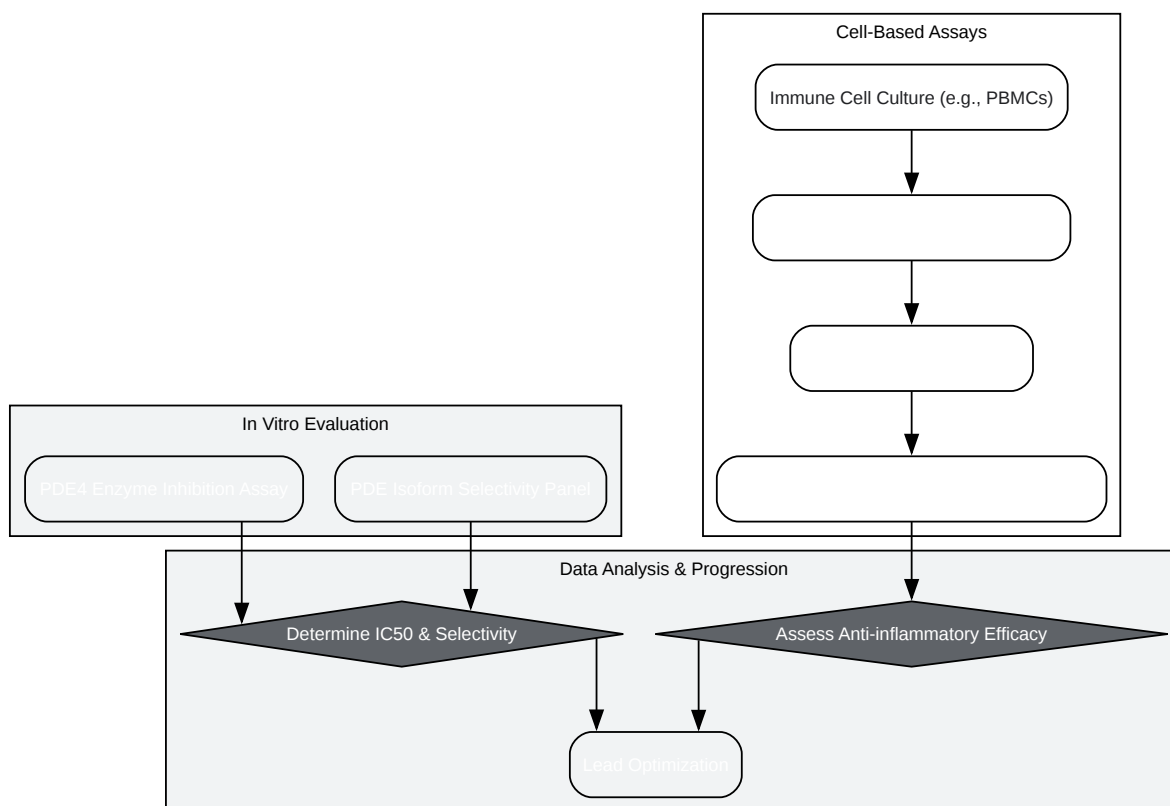 Cell-Based Assays
Immune Cell Culture (e.g., PBMCs)
In Vitro Evaluation
PDE4 Enzyme Inhibition Assay
PDE Isoform Selectivity Panel
Data Analysis & Progression
Determine IC50 & Selectivity
Assess Anti-inflammatory Efficacy
Lead Optimization